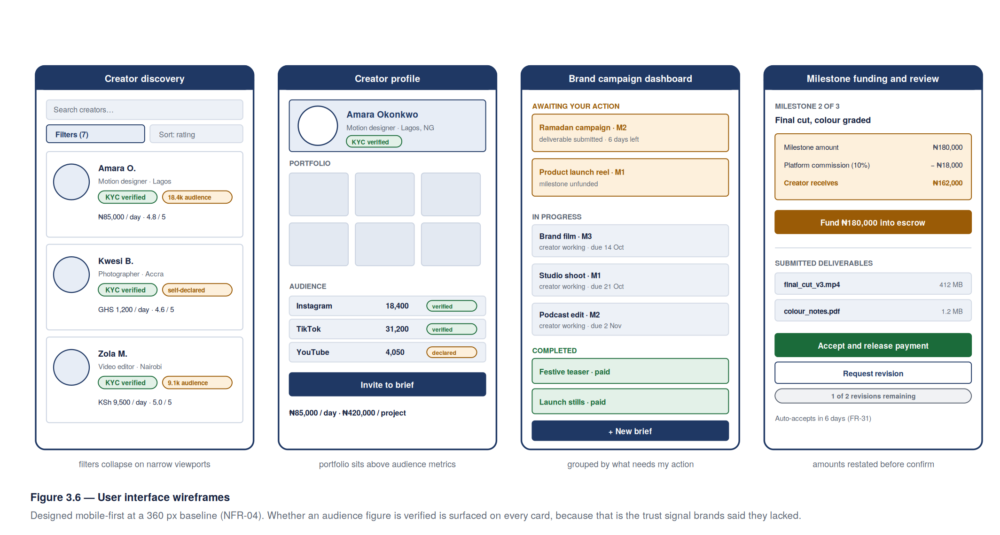 Creator discovery
Search creators…
Filters (7)
Sort: rating
Amara O.
Motion designer · Lagos
KYC verified
18.4k audience
₦85,000 / day · 4.8 / 5
Kwesi B.
Photographer · Accra
KYC verified
self-declared
GHS 1,200 / day · 4.6 / 5
Zola M.
Video editor · Nairobi
KYC verified
9.1k audience
KSh 9,500 / day · 5.0 / 5
filters collapse on narrow viewports
Creator profile
Amara Okonkwo
Motion designer · Lagos, NG
KYC verified
PORTFOLIO
AUDIENCE
Instagram 18,400 verified
TikTok 31,200 verified
YouTube 4,050 declared
Invite to brief
₦85,000 / day · ₦420,000 / project
portfolio sits above audience metrics
Brand campaign dashboard
AWAITING YOUR ACTION
Ramadan campaign · M2
deliverable submitted · 6 days left
Product launch reel · M1
milestone unfunded
IN PROGRESS
Brand film · M3
creator working · due 14 Oct
Studio shoot · M1
creator working · due 21 Oct
Podcast edit · M2
creator working · due 2 Nov
COMPLETED
Festive teaser · paid
Launch stills · paid
+ New brief
grouped by what needs my action
Milestone funding and review
MILESTONE 2 OF 3
Final cut, colour graded
Milestone amount ₦180,000
Platform commission (10%) − ₦18,000
Creator receives ₦162,000
Fund ₦180,000 into escrow
SUBMITTED DELIVERABLES
final_cut_v3.mp4 412 MB
colour_notes.pdf 1.2 MB
Accept and release payment
Request revision
1 of 2 revisions remaining
Auto-accepts in 6 days (FR-31)
amounts restated before confirm
Figure 3.6 — User interface wireframes
Designed mobile-first at a 360 px baseline (NFR-04). Whether an audience figure is verified is surfaced on every card, because that is the trust signal brands said they lacked.